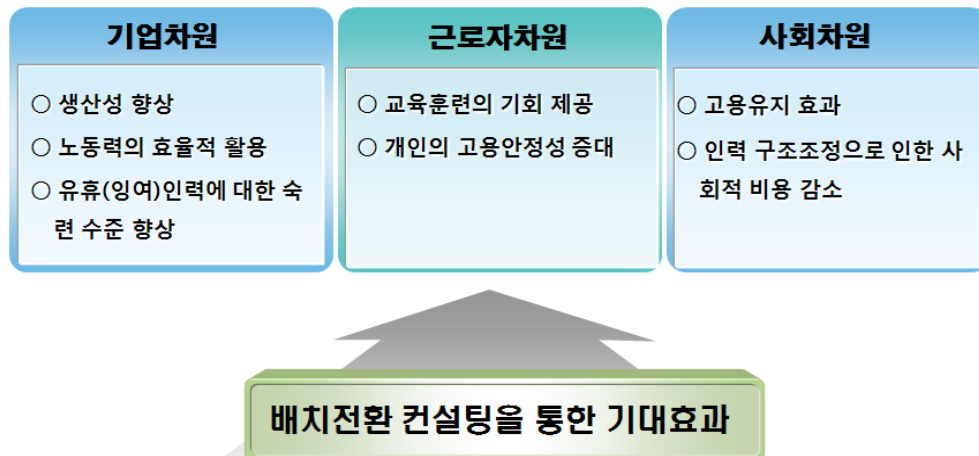 기업차원
○ 생산성 향상
○ 노동력의 효율적 활용
○ 유휴(잉여)인력에 대한 숙
련 수준 향상
근로자차원
○ 교육훈련의 기회 제공
○ 개인의 고용안정성 증대
사회차원
○ 고용유지 효과
○ 인력 구조조정으로 인한 사
회적 비용 감소
배치전환 컨설팅을 통한 기대효과